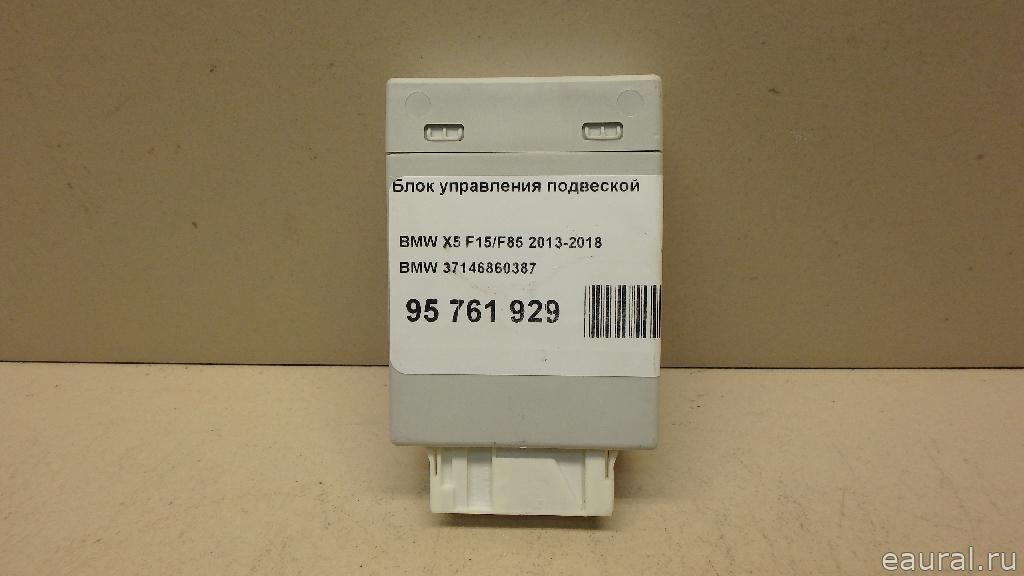 Блок управления подвеской
BMW X5 F15/F85 2013-2018
BMW 37146860387
95 761 929
eaural.ru